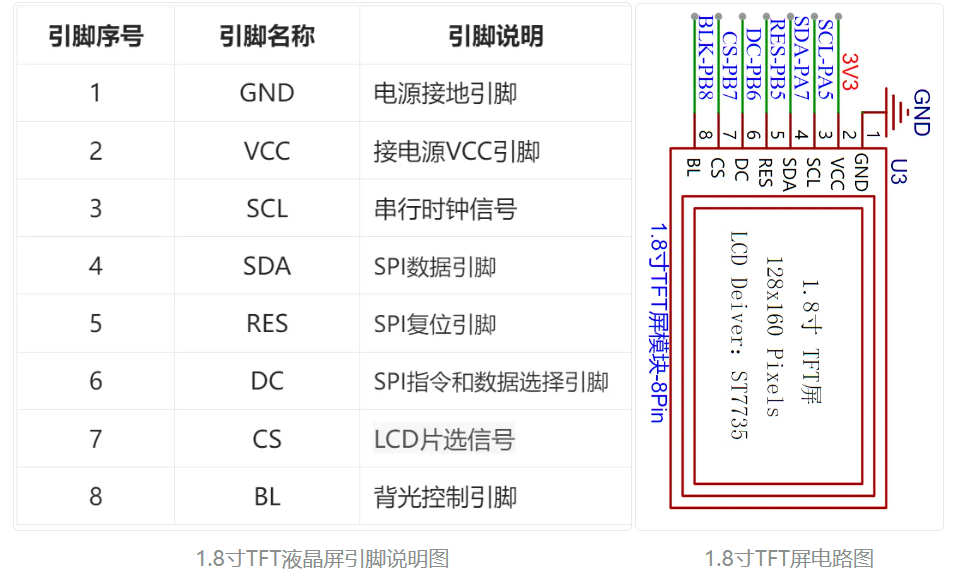 引脚序号 引脚名称 引脚说明
1 GND 电源接地引脚
2 VCC 接电源VCC引脚
3 SCL 串行时钟信号
4 SDA SPI数据引脚
5 RES SPI复位引脚
6 DC SPI指令和数据选择引脚
7 CS LCD片选信号
8 BL 背光控制引脚
1.8寸TFT液晶屏引脚说明图
GND
3V3
SCL-PA5
SDA-PA7
RES-PB5
DC-PB6
CS-PB7
BLK-PB8
1
2
3
4
5
6
7
8
U3
GND
VCC
SCL
SDA
RES
DC
CS
BL
1.8寸 TFT屏
128x160 Pixels
LCD Deiver: ST7735
1.8寸TFT屏模块-8Pin
1.8寸TFT屏电路图